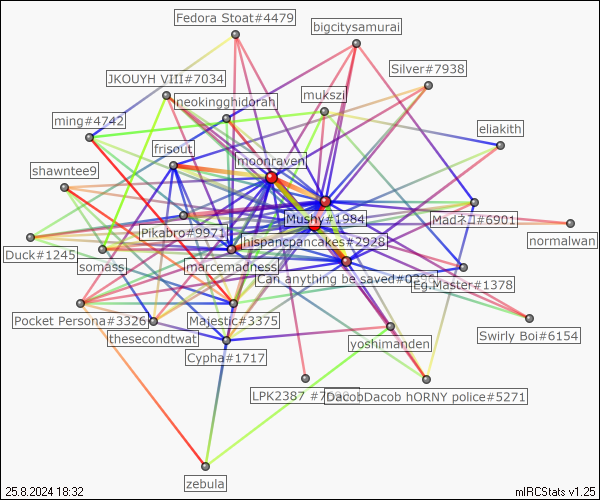 Fedora Stoat#4479
bigcitysamurai
Silver#7938
JKOUYH VIII#7034
mukszi
neokingghidorah
ming#4742
eliakith
frisout
moonraven
shawntee9
Mushy#1984
Madネコ#6901
Pikabro#9971
normalwan
hispancpancakes#2928
Duck#1245
somass
marcemadness
Can anything be saved#0
Eg.Master#1378
Pocket Persona#3326
Majestic#3375
thesecondtwat
Swirly Boi#6154
yoshimanden
Cypha#1717
LPK2387
DacobDacob hORNY police#5271
zebula
25.8.2024 18:32
mIRCStats v1.25